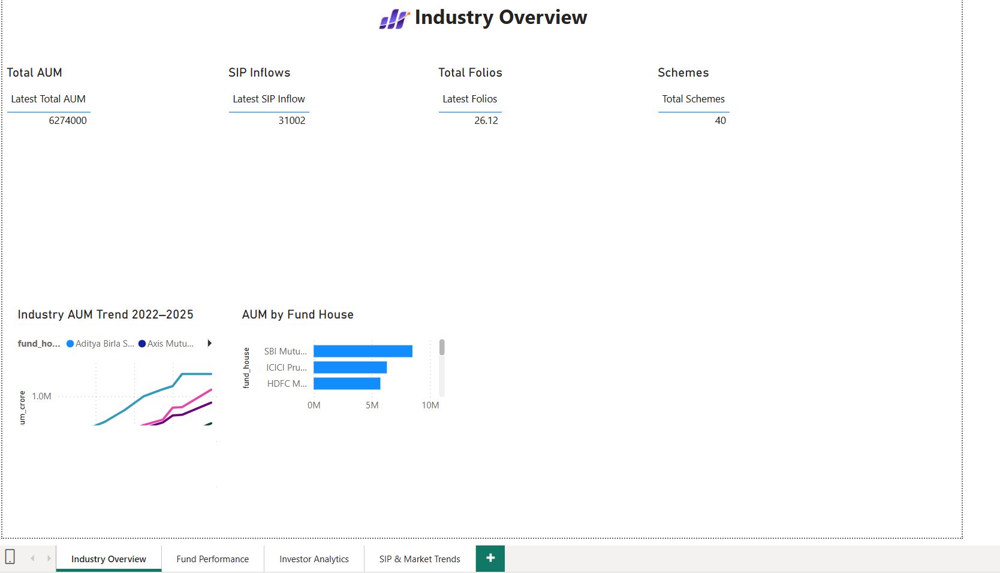 Industry Overview
Total AUM
SIP Inflows
Total Folios
Schemes
Latest Total AUM
Latest SIP Inflow
Latest Folios
Total Schemes
6274000
31002
26.12
40
Industry AUM Trend 2022–2025
AUM by Fund House
fund_ho...
Aditya Birla S...
Axis Mutu...
um_crore
1.0M
fund_house
SBI Mutu...
ICICI Pru...
HDFC M...
0M
5M
10M
Industry Overview
Fund Performance
Investor Analytics
SIP & Market Trends